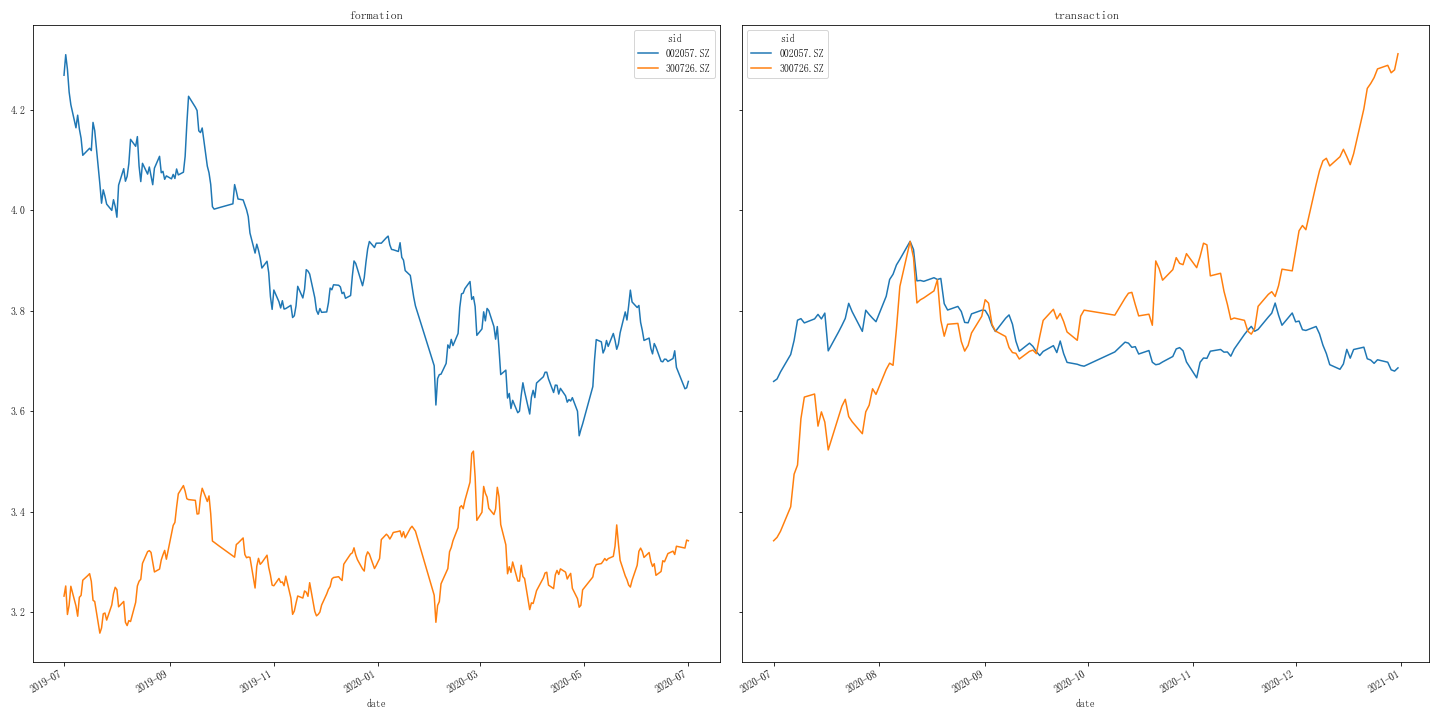 formation
sid
002057.SZ
300726.SZ
4.2
4.0
3.8
3.6
3.4
3.2
2019-07
2019-09
2019-11
2020-01
2020-03
2020-05
2020-07
date
transaction
sid
002057.SZ
300726.SZ
2020-07
2020-08
2020-09
2020-10
2020-11
2020-12
2021-01
date